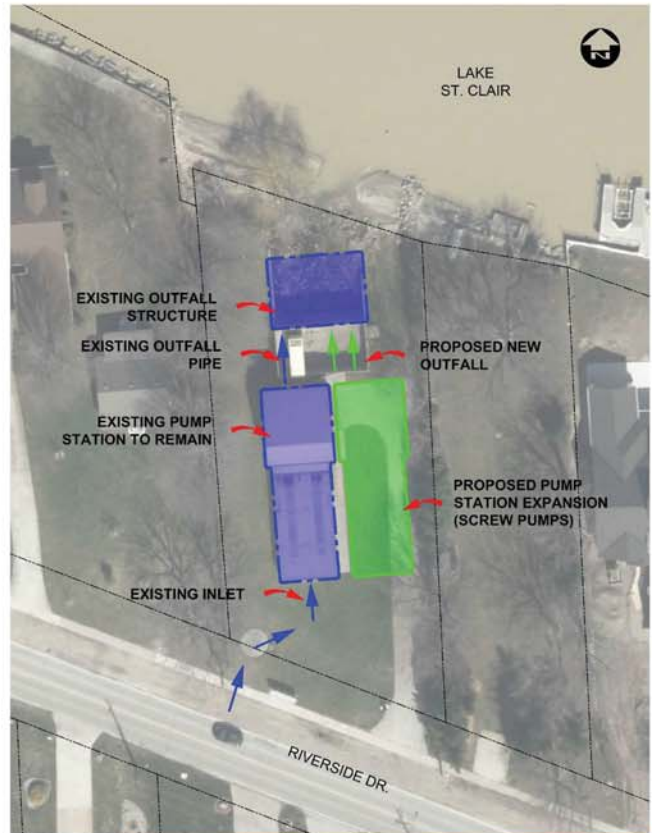 LAKE
ST. CLAIR
N
EXISTING OUTFALL
STRUCTURE
EXISTING OUTFALL
PIPE
PROPOSED NEW
OUTFALL
EXISTING PUMP
STATION TO REMAIN
PROPOSED PUMP
STATION EXPANSION
(SCREW PUMPS)
EXISTING INLET
RIVERSIDE DR.